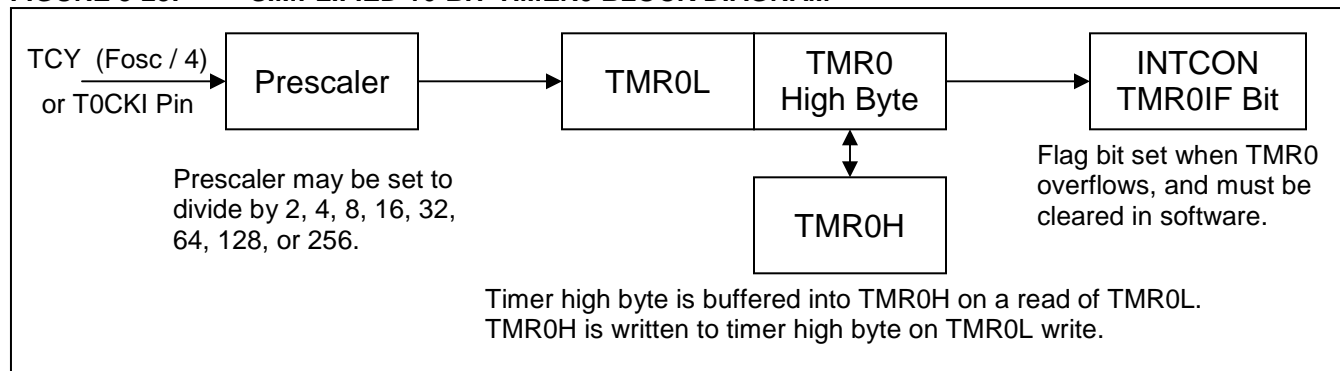 TCY (Fosc / 4)
or T0CKI Pin
Prescaler
TMR0L
TMR0
High Byte
INTCON
TMR0IF Bit
Prescaler may be set to
divide by 2, 4, 8, 16, 32,
64, 128, or 256.
TMR0H
Flag bit set when TMR0
overflows, and must be
cleared in software.
Timer high byte is buffered into TMR0H on a read of TMR0L.
TMR0H is written to timer high byte on TMR0L write.